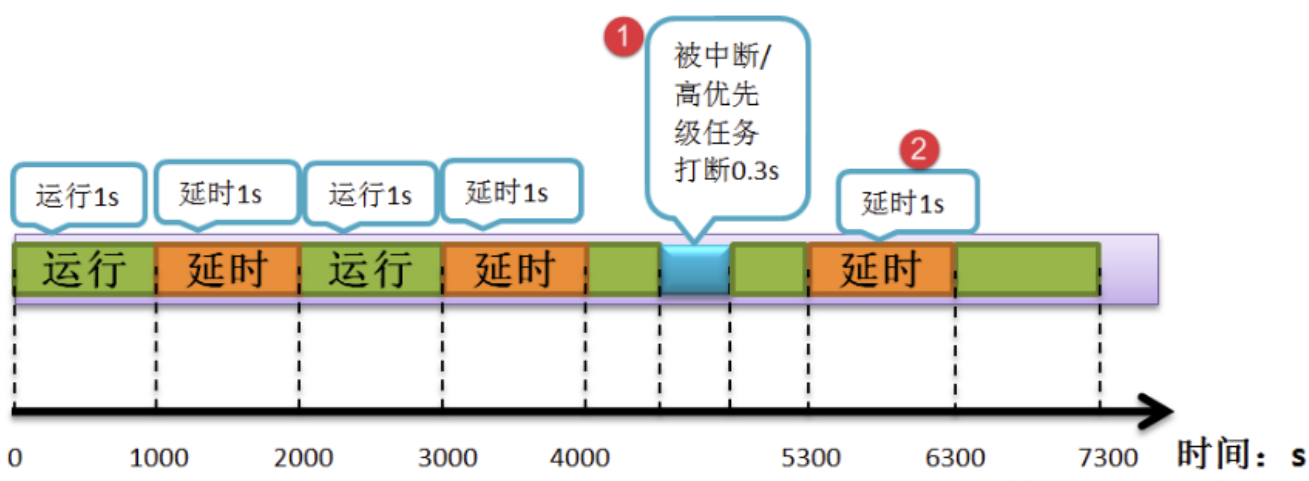 1
被中断/
高优先
级任务
打断0.3s
2
运行1s
延时1s
运行1s
延时1s
延时1s
运行
延时
运行
延时
延时
0
1000
2000
3000
4000
5300
6300
7300
时间：s